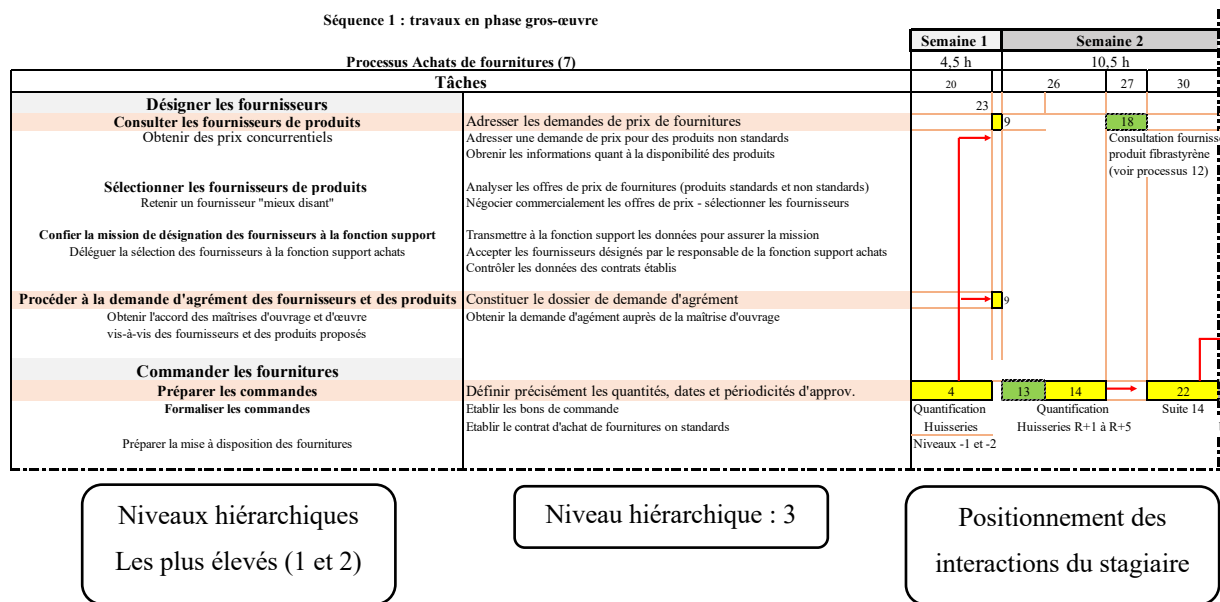 Séquence 1 : travaux en phase gros-œuvre
Semaine 1 Semaine 2
Processus Achats de fournitures (7) 4,5 h 10,5 h
Tâches 20 26 27 30
Désigner les fournisseurs 23
Consulter les fournisseurs de produits Adresser les demandes de prix de fournitures 9 18
Obtenir des prix concurrentiels Adresser une demande de prix pour des produits non standards Consultation fournisse
Obrenir les informations quant à la disponibilité des produits produit fibrastyrène
(voir processus 12)
Sélectionner les fournisseurs de produits Analyser les offres de prix de fournitures (produits standards et non standards)
Retenir un fournisseur "mieux disant" Négocier commercialement les offres de prix - sélectionner les fournisseurs
Confier la mission de désignation des fournisseurs à la fonction support Transmettre à la fonction support les données pour assurer la mission
Déléguer la sélection des fournisseurs à la fonction support achats Accepter les fournisseurs désignés par le responsable de la fonction support achats
Contrôler les données des contrats établis
Procéder à la demande d'agrément des fournisseurs et des produits Constituer le dossier de demande d'agrément 9
Obtenir l'accord des maîtrises d'ouvrage et d'œuvre Obtenir la demande d'agément auprès de la maîtrise d'ouvrage
vis-à-vis des fournisseurs et des produits proposés
Commander les fournitures
Préparer les commandes Définir précisément les quantités, dates et périodicités d'approv. 4 13 14 22
Formaliser les commandes Etablir les bons de commande Quantification Quantification Suite 14
Etablir le contrat d'achat de fournitures on standards Huisseries Huisseries R+1 à R+5
Préparer la mise à disposition des fournitures Niveaux -1 et -2
Niveaux hiérarchiques
Les plus élevés (1 et 2)
Niveau hiérarchique : 3
Positionnement des
interactions du stagiaire